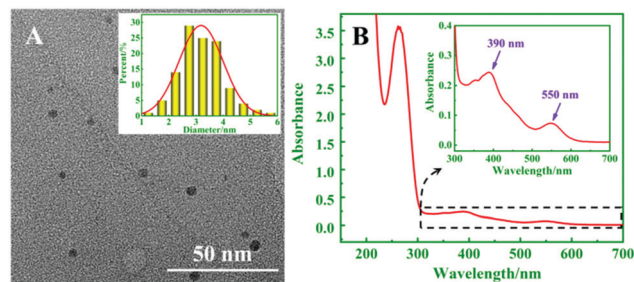 A
30
25
20
15
10
5
0
Percent/%
1 2 3 4 5 6
Diameter/nm
50 nm
B
3.5
3.0
2.5
2.0
1.5
1.0
0.5
0.0
Absorbance
200 300 400 500 600 700
Wavelength/nm
0.4
0.3
0.2
0.1
0.0
Absorbance
390 nm
550 nm
300 400 500 600 700
Wavelength/nm